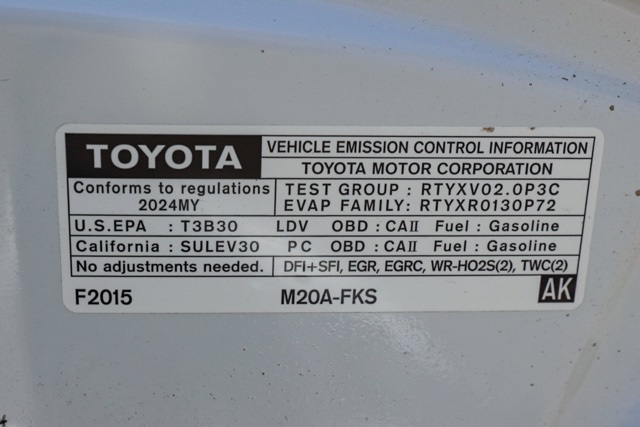 TOYOTA
VEHICLE EMISSION CONTROL INFORMATION
TOYOTA MOTOR CORPORATION
Conforms to regulations
2024MY
TEST GROUP : RTYXV02.0P3C
EVAP FAMILY: RTYXR0130P72
U.S.EPA : T3B30 LDV OBD : CAII Fuel : Gasoline
California : SULEV30 PC OBD : CAII Fuel : Gasoline
No adjustments needed. DFI+SFI, EGR, EGRC, WR-HO2S(2), TWC(2)
F2015 M20A-FKS AK